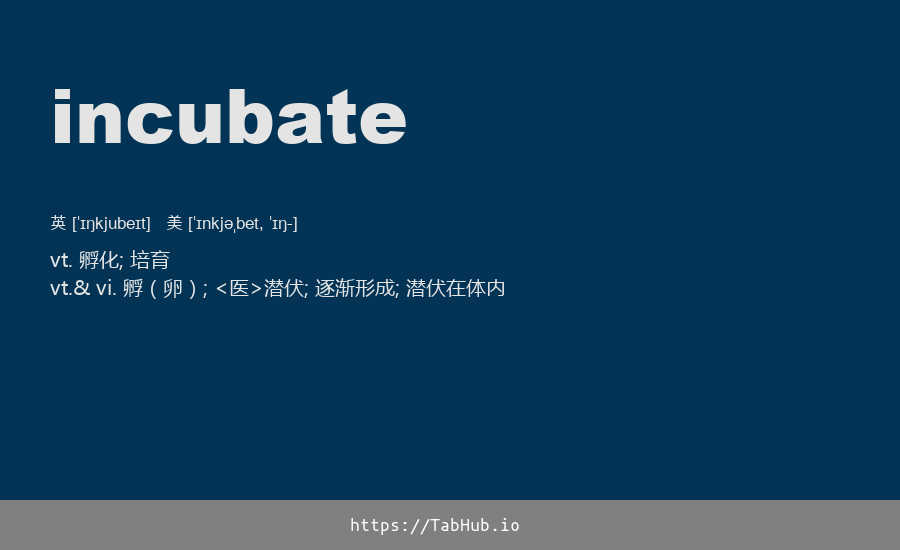 incubate
英 [ˈɪŋkjubeɪt] 美 [ˈɪnkjəˌbet, ˈɪŋ-]
vt. 孵化; 培育
vt.& vi. 孵 ( 卵 ) ; <医>潜伏; 逐渐形成; 潜伏在体内
https://TabHub.io